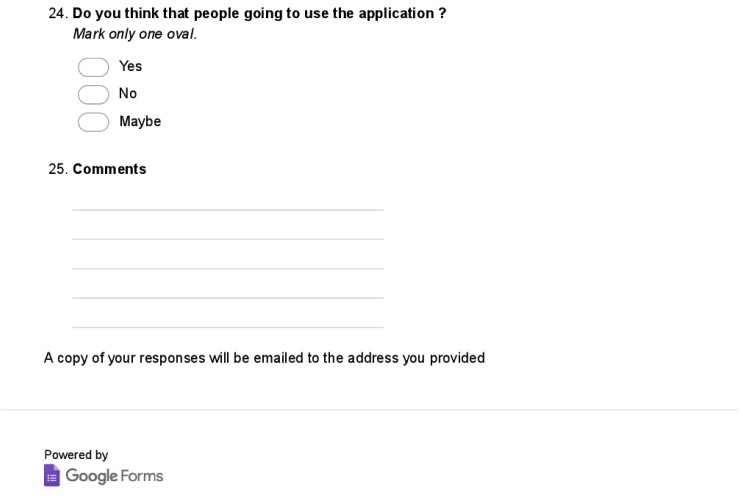 24. Do you think that people going to use the application ?
Mark only one oval.
Yes
No
Maybe
25. Comments
A copy of your responses will be emailed to the address you provided
Powered by
Google Forms